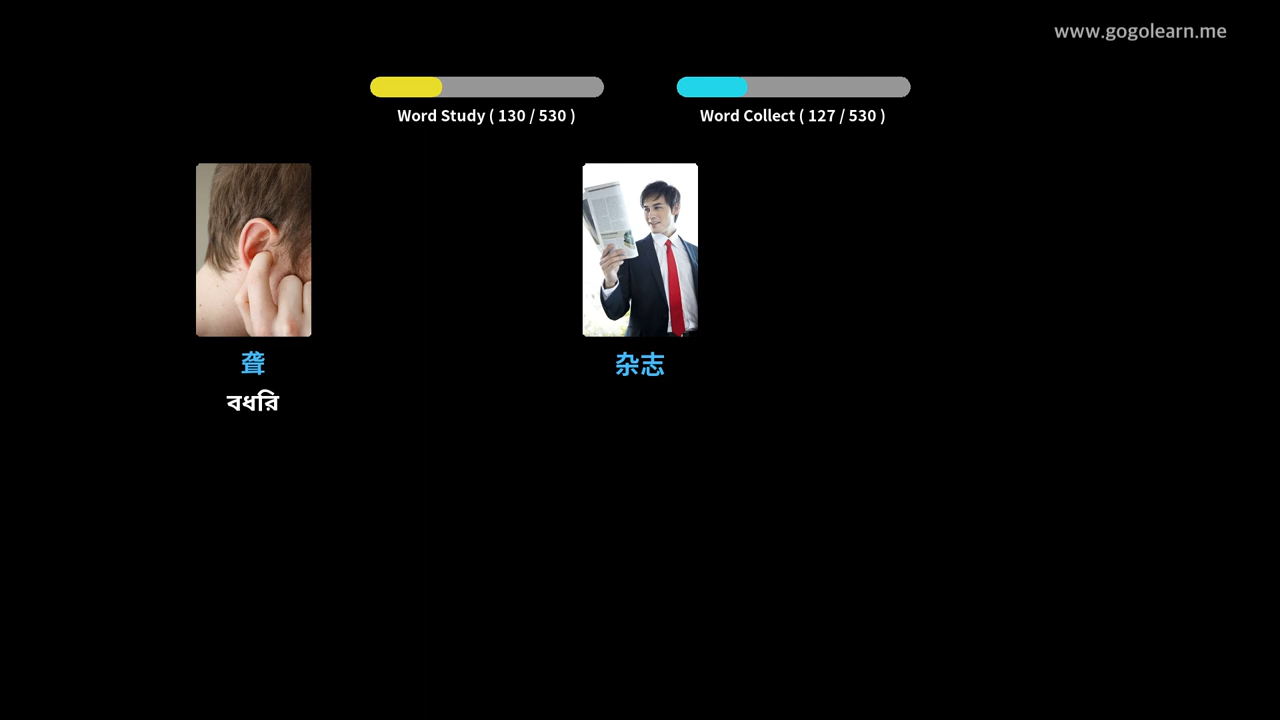 www.gogolearn.me
Word Study ( 130 / 530 )
Word Collect ( 127 / 530 )
聋
杂志
বধিরি